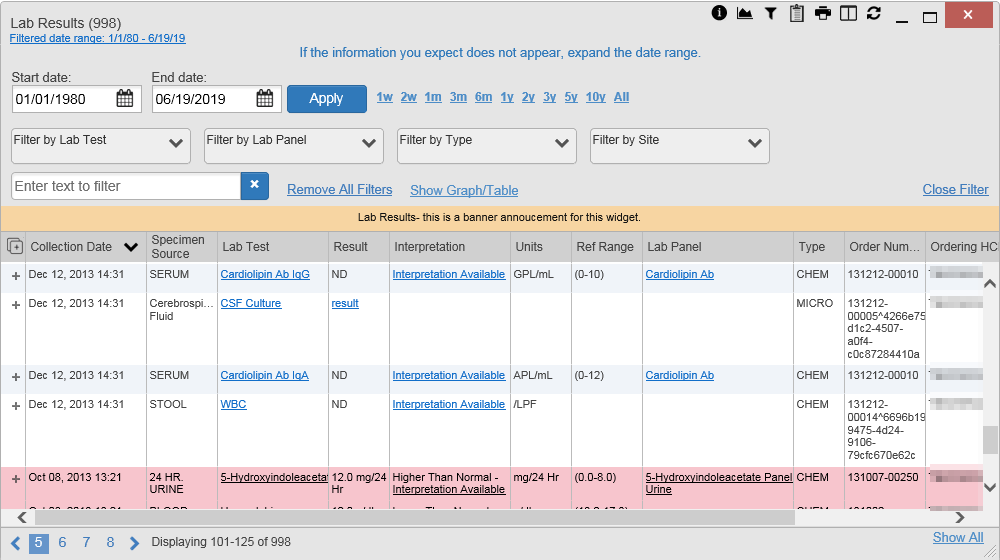 Lab Results (998)
Filtered date range: 1/1/80 - 6/19/19
If the information you expect does not appear, expand the date range.
Start date: End date:
01/01/1980 06/19/2019 Apply 1w 2w 1m 3m 6m 1y 2y 3y 5y 10y All
Filter by Lab Test Filter by Lab Panel Filter by Type Filter by Site
Enter text to filter Remove All Filters Show Graph/Table Close Filter
Lab Results- this is a banner annoucement for this widget.
Collection Date Specimen Source Lab Test Result Interpretation Units Ref Range Lab Panel Type Order Num... Ordering HC
Dec 12, 2013 14:31 SERUM Cardiolipin Ab IgG ND Interpretation Available GPL/mL (0-10) Cardiolipin Ab CHEM 131212-00010
Dec 12, 2013 14:31 Cerebrospi... CSF Culture result MICRO 131212-
Fluid 00005^4266e75
d1c2-4507-
a0f4-
c0c87284410a
Dec 12, 2013 14:31 SERUM Cardiolipin Ab IgA ND Interpretation Available APL/mL (0-12) Cardiolipin Ab CHEM 131212-00010
Dec 12, 2013 14:31 STOOL WBC ND Interpretation Available /LPF CHEM 131212-
00014^6696b19
9475-4d24-
9106-
79cfc670e62c
Oct 08, 2013 13:21 24 HR. 5-Hydroxyindoleacetat 12.0 mg/24 Higher Than Normal - mg/24 Hr (0.0-8.0) 5-Hydroxyindoleacetate Panel CHEM 131007-00250
URINE Hr Interpretation Available Urine
5 6 7 8 Displaying 101-125 of 998 Show All